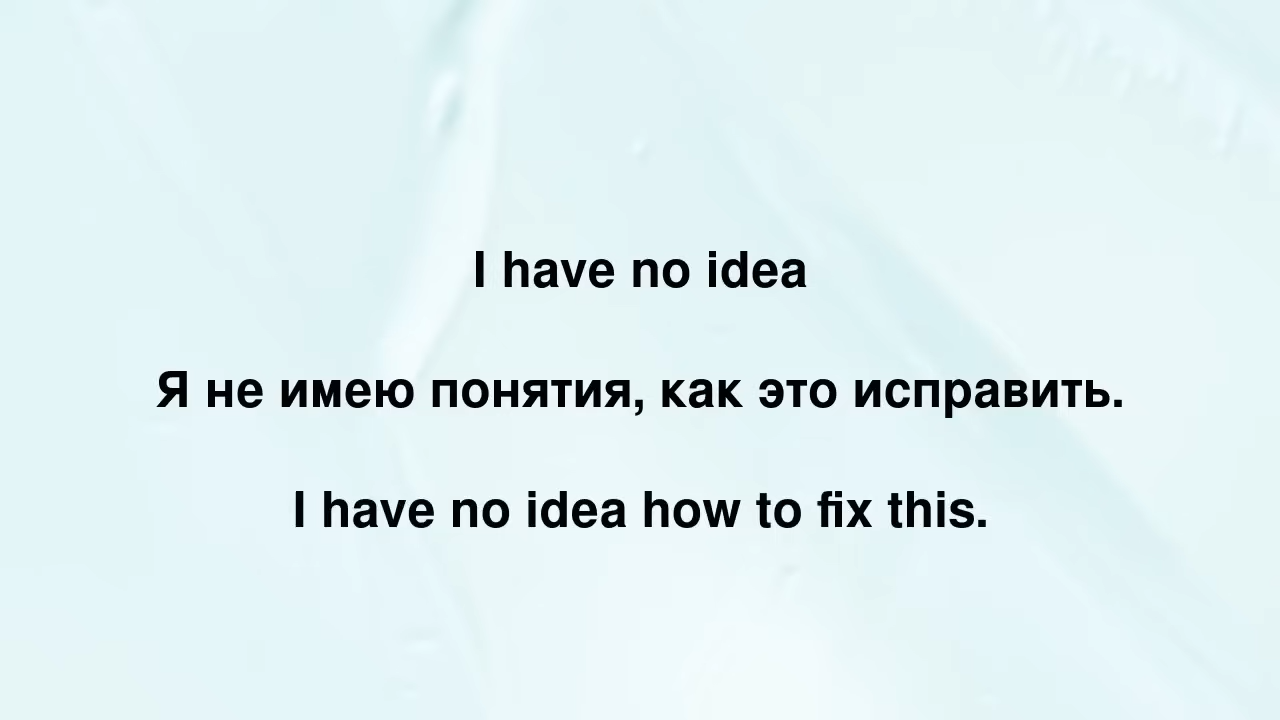 I have no idea
Я не имею понятия, как это исправить.
I have no idea how to fix this.